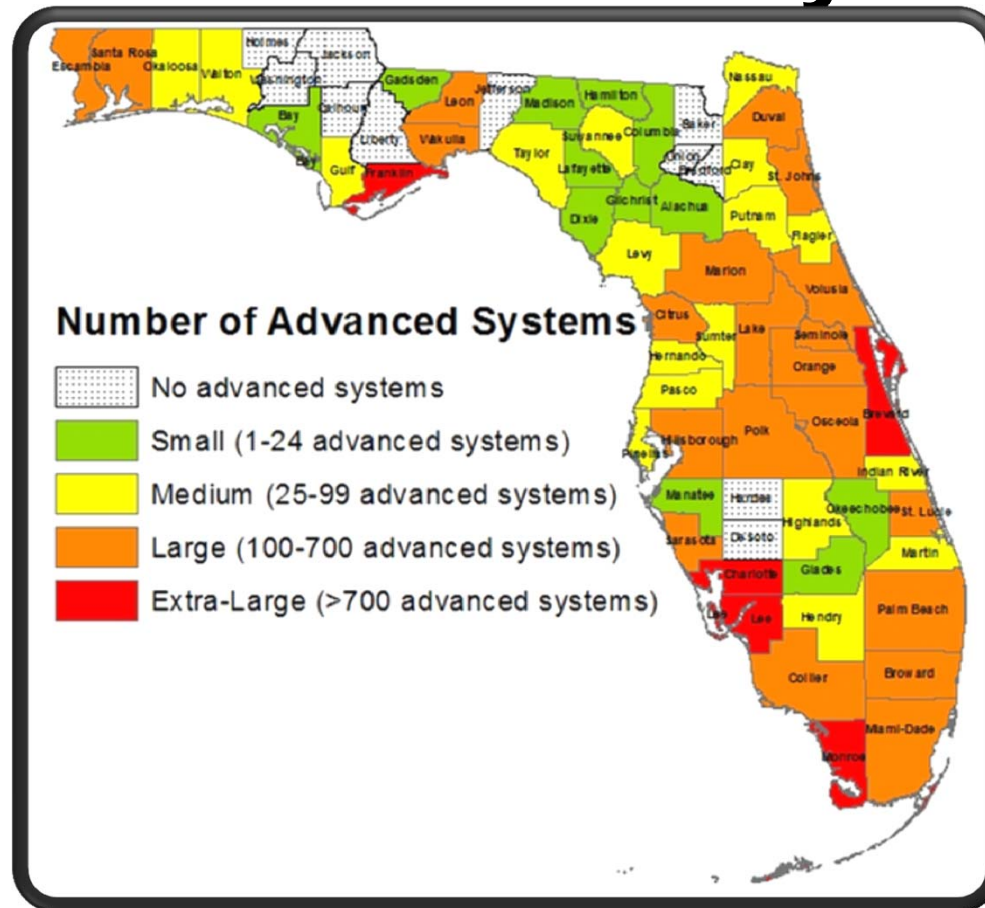 Holmes
Jackson
Santa Rosa
Escambia
Okaloosa
Walton
Washington
Gadsden
Jefferson
Leon
Madison
Hamilton
Nassau
Bay
Calhoun
Liberty
Wakulla
Taylor
Suwannee
Columbia
Baker
Duval
Bay
Gulf
Franklin
Lafayette
Union
Bradford
Clay
St. Johns
Dixie
Gilchrist
Alachua
Putnam
Flagler
Levy
Marion
Volusia
Number of Advanced Systems
No advanced systems
Small (1-24 advanced systems)
Medium (25-99 advanced systems)
Large (100-700 advanced systems)
Extra-Large (>700 advanced systems)
Citrus
Sumter
Lake
Seminole
Hernando
Orange
Pasco
Osceola
Brevard
Polk
Hillsborough
Pinellas
Indian River
Manatee
Hardee
Highlands
Okeechobee
St. Lucie
Sarasota
DeSoto
Martin
Charlotte
Glades
Lee
Lee
Hendry
Palm Beach
Collier
Broward
Miami-Dade
Monroe